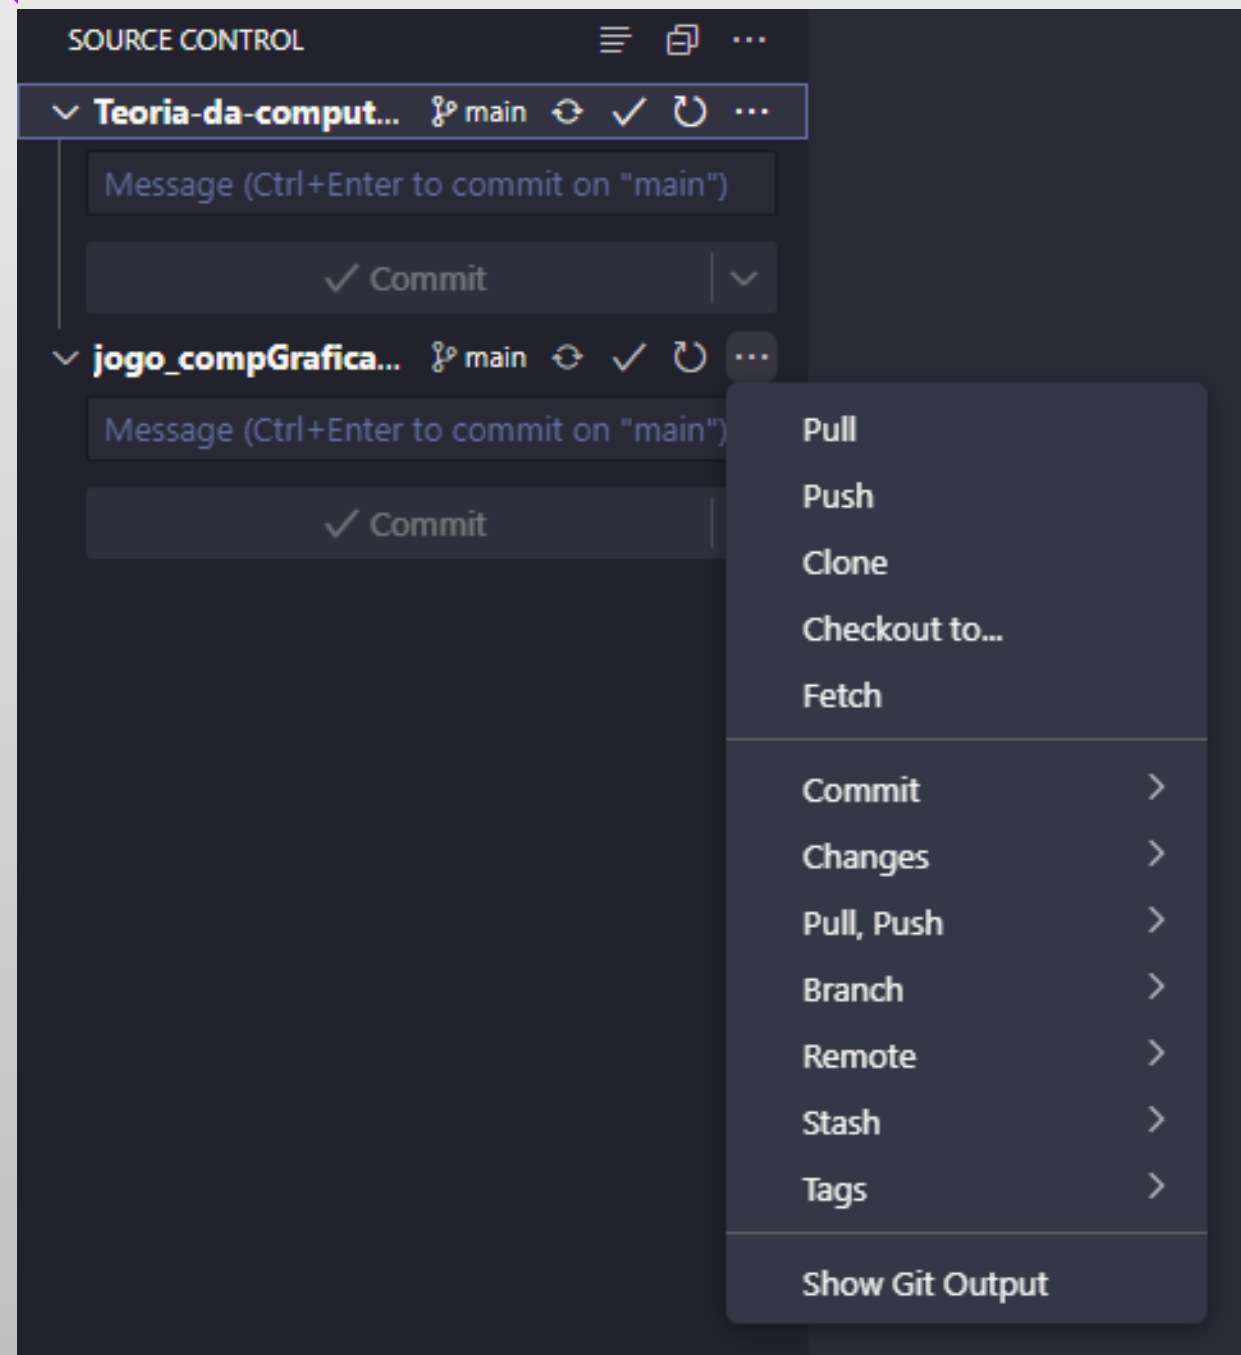 SOURCE CONTROL
Teoria-da-comput... main
Message (Ctrl+Enter to commit on "main")
Commit
jogo_compGrafica... main
Message (Ctrl+Enter to commit on "main")
Commit
Pull
Push
Clone
Checkout to...
Fetch
Commit
Changes
Pull, Push
Branch
Remote
Stash
Tags
Show Git Output